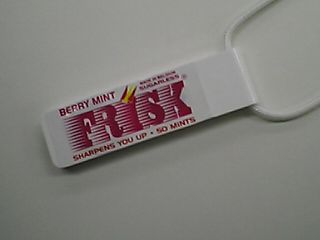 BERRY MINT
MADE IN BELGIUM
SUGARLESS
FRISK®
SHARPENS YOU UP • 50 MINTS